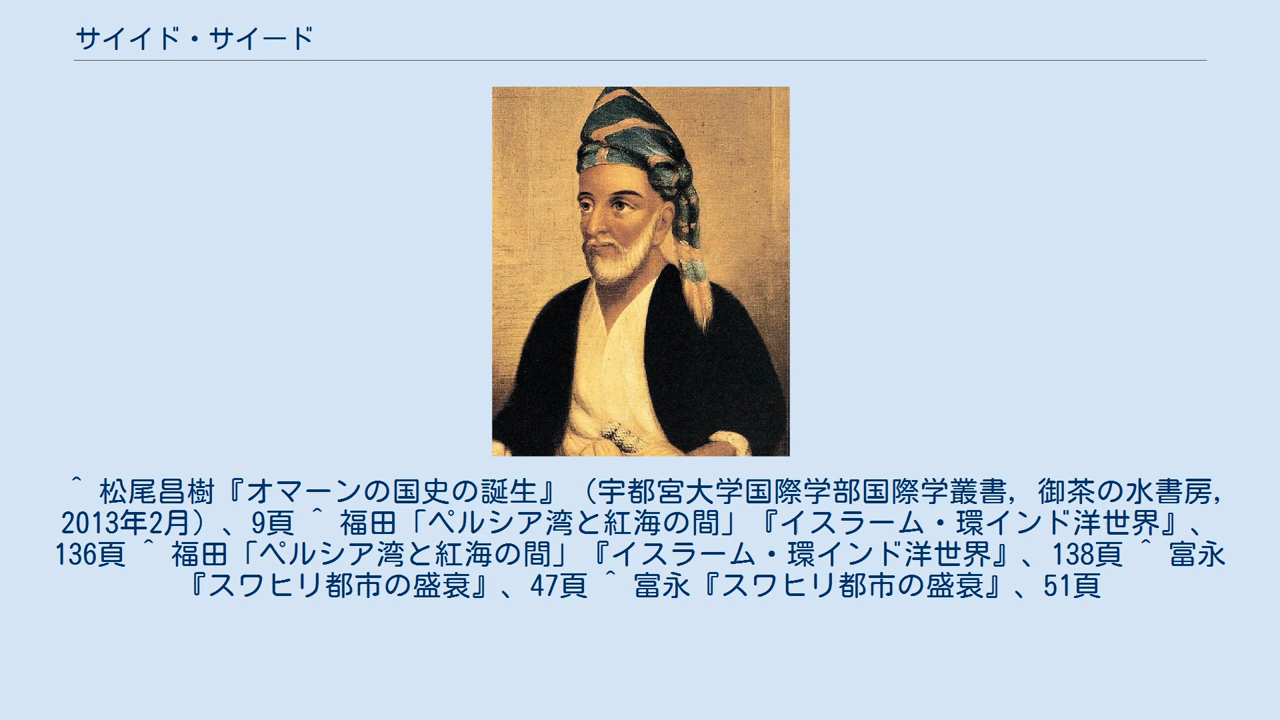 サイイド・サイード
^ 松尾昌樹『オマーンの国史の誕生』（宇都宮大学国際学部国際学叢書，御茶の水書房，
2013年2月）、9頁 ^ 福田「ペルシア湾と紅海の間」『イスラーム・環インド洋世界』、
136頁 ^ 福田「ペルシア湾と紅海の間」『イスラーム・環インド洋世界』、138頁 ^ 富永
『スワヒリ都市の盛衰』、47頁 ^ 富永『スワヒリ都市の盛衰』、51頁